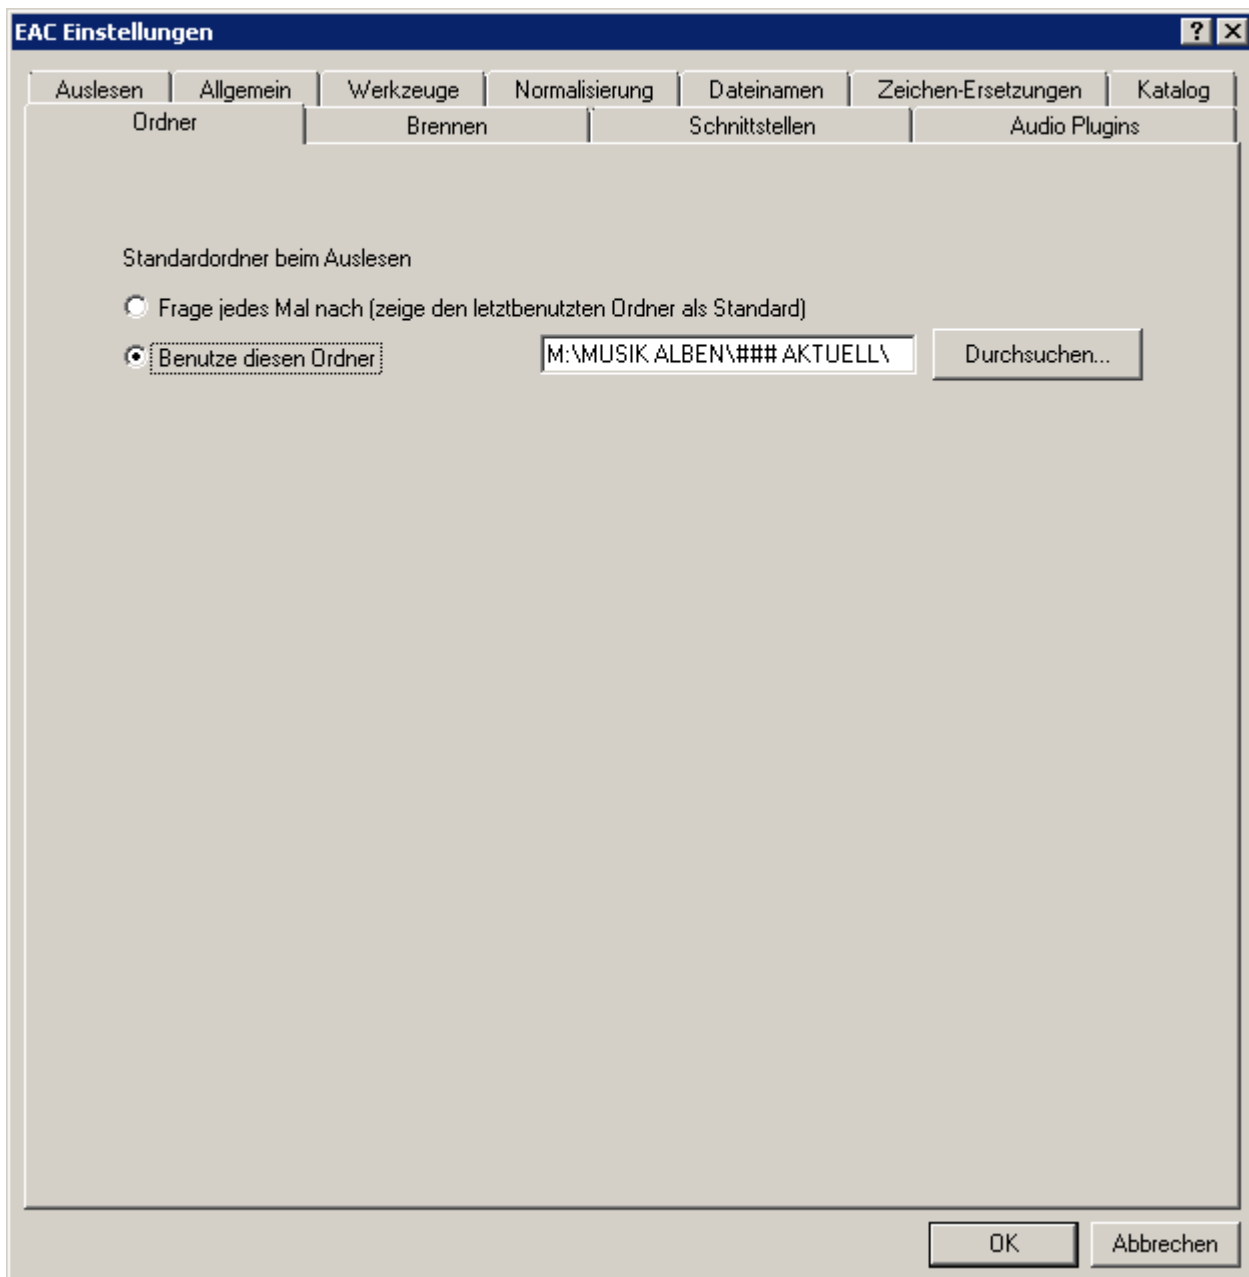 EAC Einstellungen
Auslesen Allgemein Werkzeuge Normalisierung Dateinamen Zeichen-Ersetzungen Katalog
Ordner Brennen Schnittstellen Audio Plugins
Standardordner beim Auslesen
Frage jedes Mal nach (zeige den letztbenutzten Ordner als Standard)
Benutze diesen Ordner M:\MUSIK ALBEN\### AKTUELL\ Durchsuchen...
OK Abbrechen